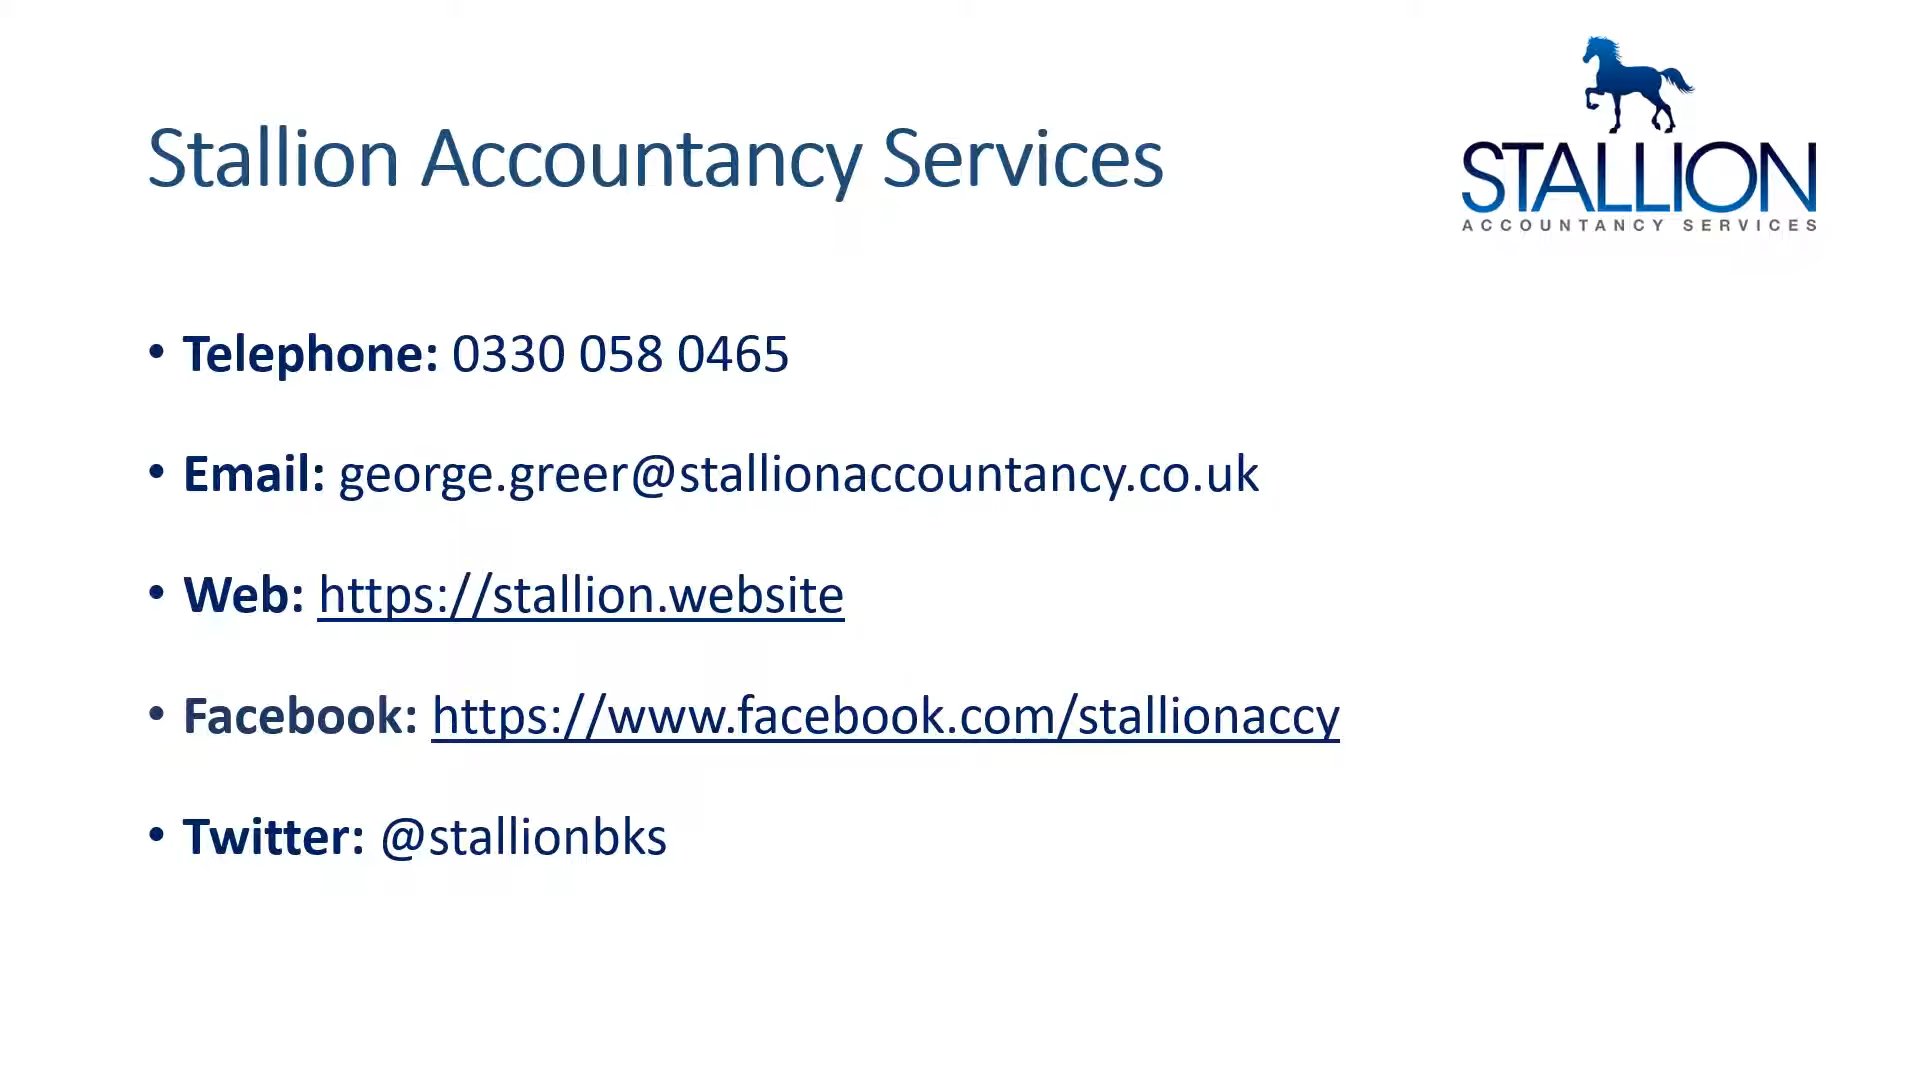 Stallion Accountancy Services
STALLION
ACCOUNTANCY SERVICES
• Telephone: 0330 058 0465
• Email: george.greer@stallionaccountancy.co.uk
• Web: https://stallion.website
• Facebook: https://www.facebook.com/stallionaccy
• Twitter: @stallionbks